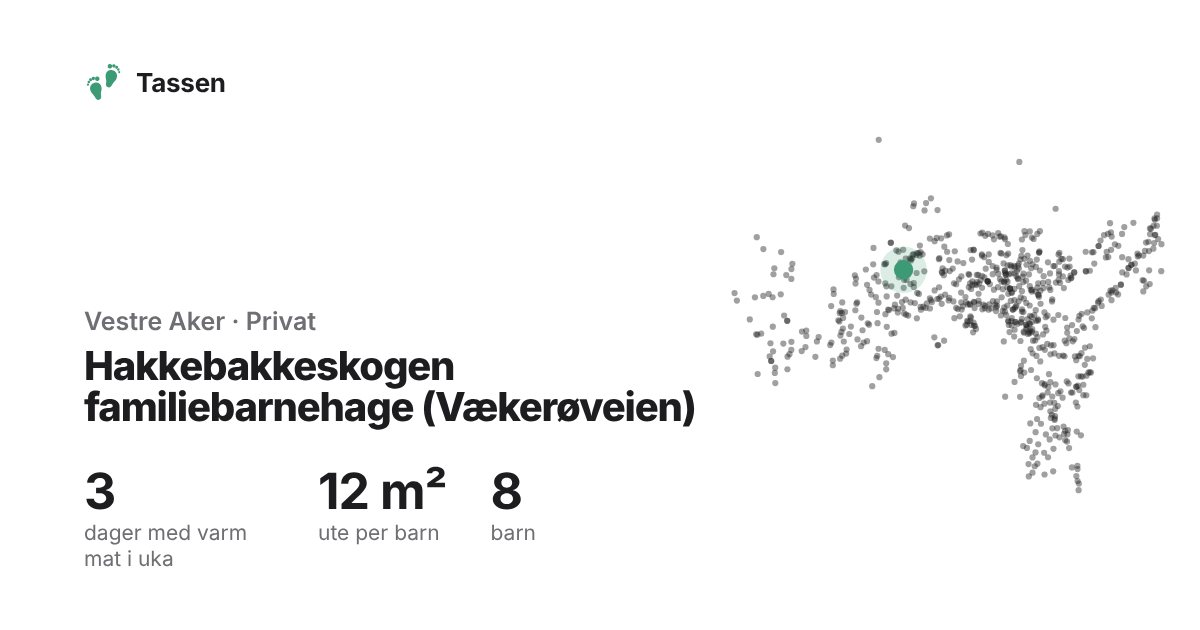 Tassen
Vestre Aker · Privat
Hakkebakkeskogen
familiebarnehage (Vækerøveien)
3
dager med varm
mat i uka
12 m²
ute per barn
8
barn